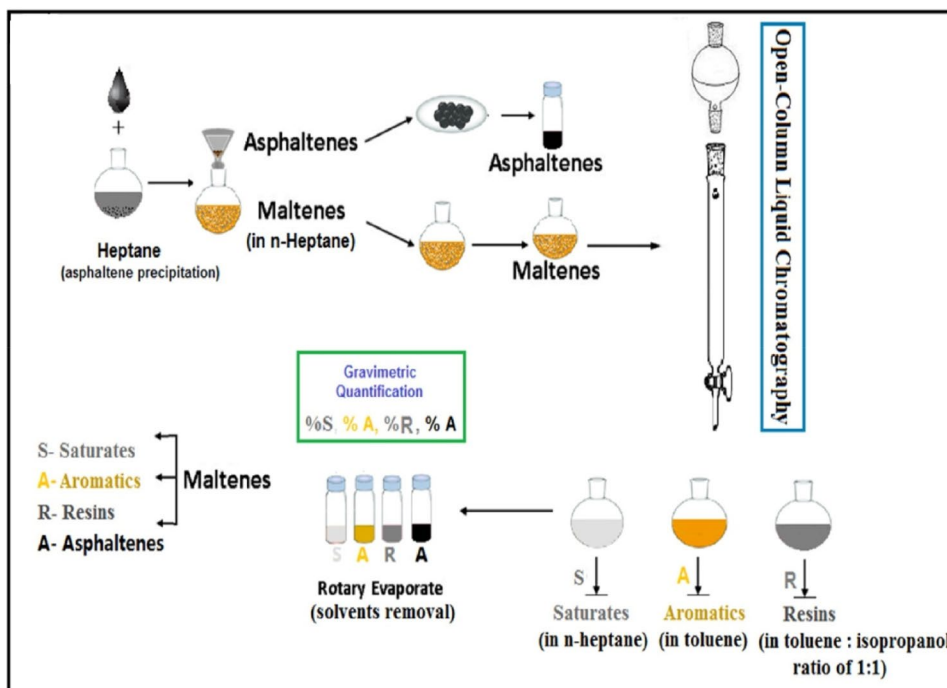 +
Heptane
(asphaltene precipitation)
Asphaltenes
Maltenes
(in n-Heptane)
Asphaltenes
Maltenes
Open-Column Liquid Chromatography
Gravimetric
Quantification
%S, % A, %R, % A
S- Saturates
A- Aromatics
R- Resins
A- Asphaltenes
Maltenes
S A R A
Rotary Evaporate
(solvents removal)
S
Saturates
(in n-heptane)
A
Aromatics
(in toluene)
R
Resins
(in toluene : isopropanol
ratio of 1:1)